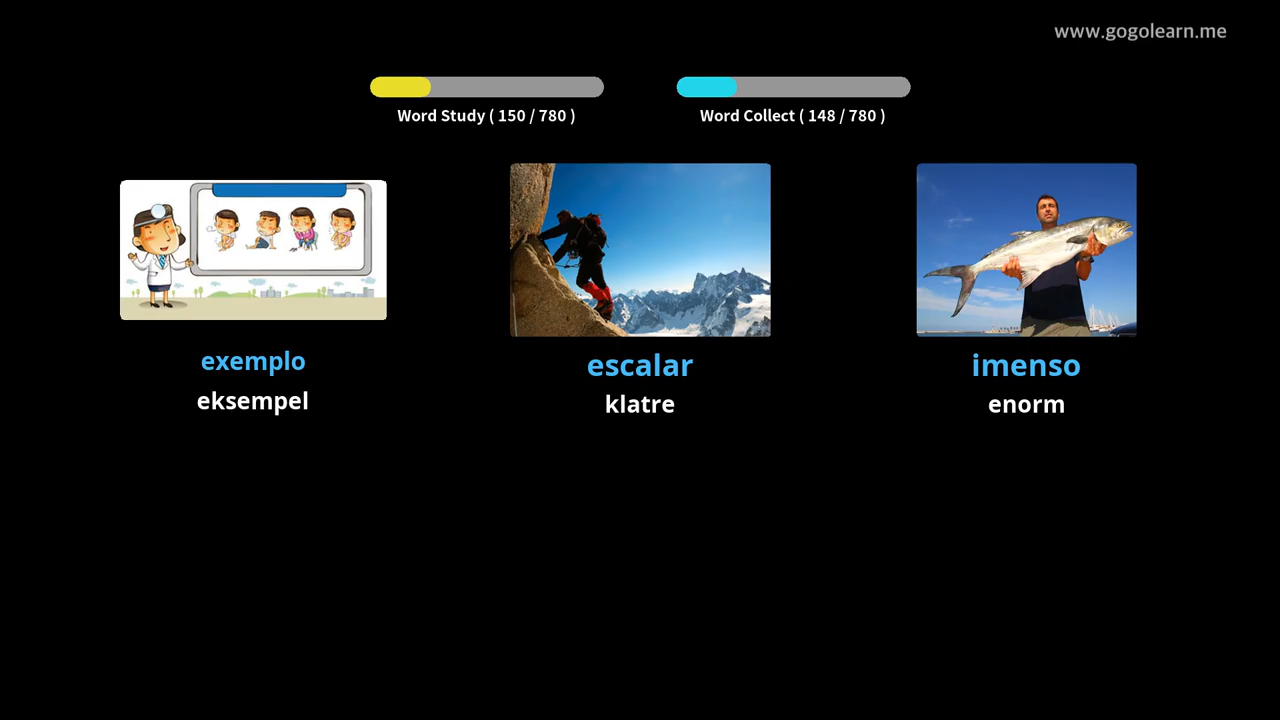 www.gogolearn.me
Word Study ( 150 / 780 )
Word Collect ( 148 / 780 )
exemplo
eksempel
escalar
klatre
imenso
enorm